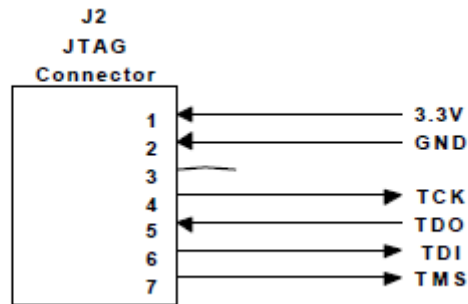 J2
JTAG
Connector
1 3.3V
2 GND
3
4 TCK
5 TDO
6 TDI
7 TMS